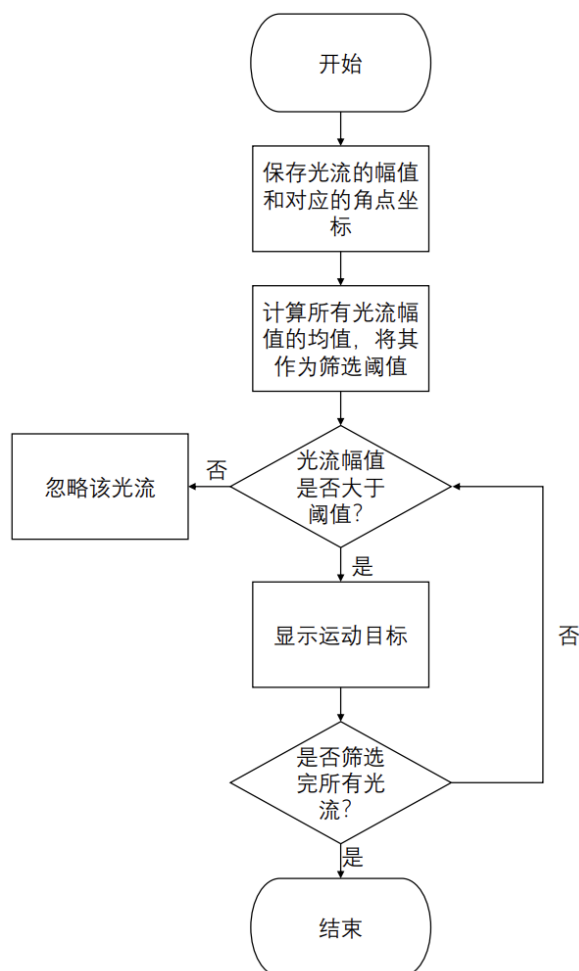 开始
保存光流的幅值
和对应的角点坐
标
计算所有光流幅
值的均值，将其
作为筛选阈值
光流幅值
是否大于
阈值？
否
忽略该光流
是
显示运动目标
否
是否筛选
完所有光
流？
是
结束